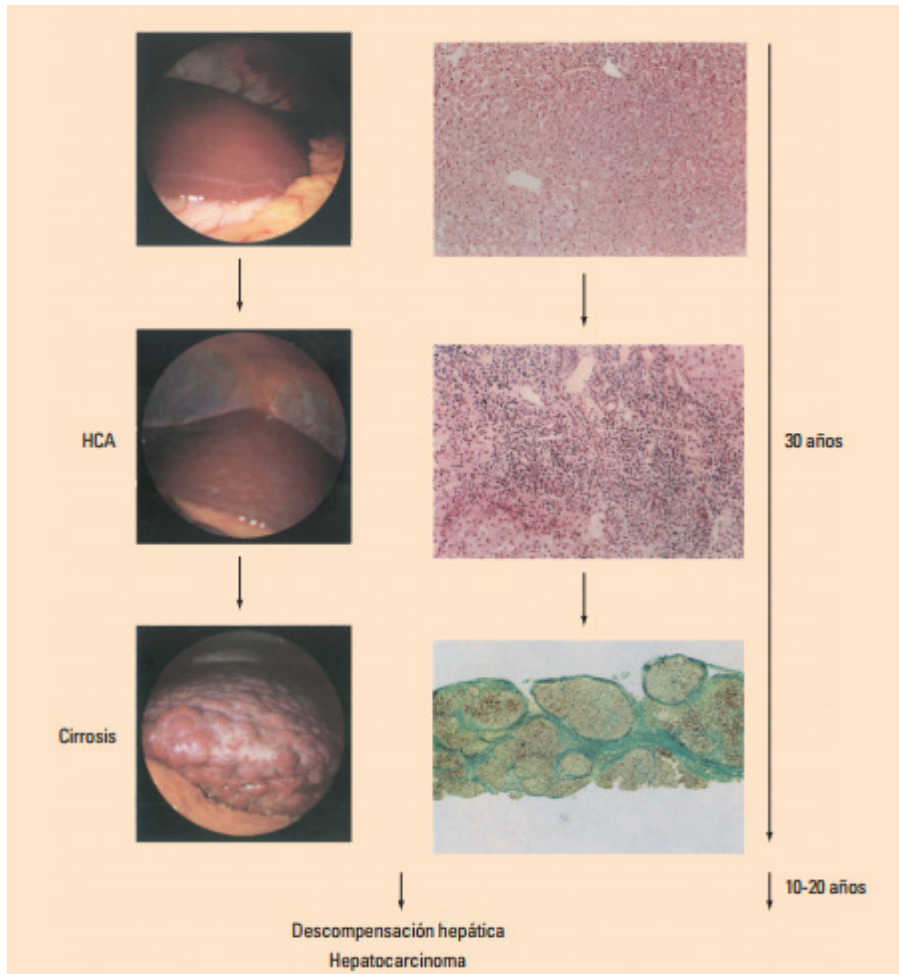 HCA
30 años
Cirrosis
10-20 años
Descompensación hepática
Hepatocarcinoma